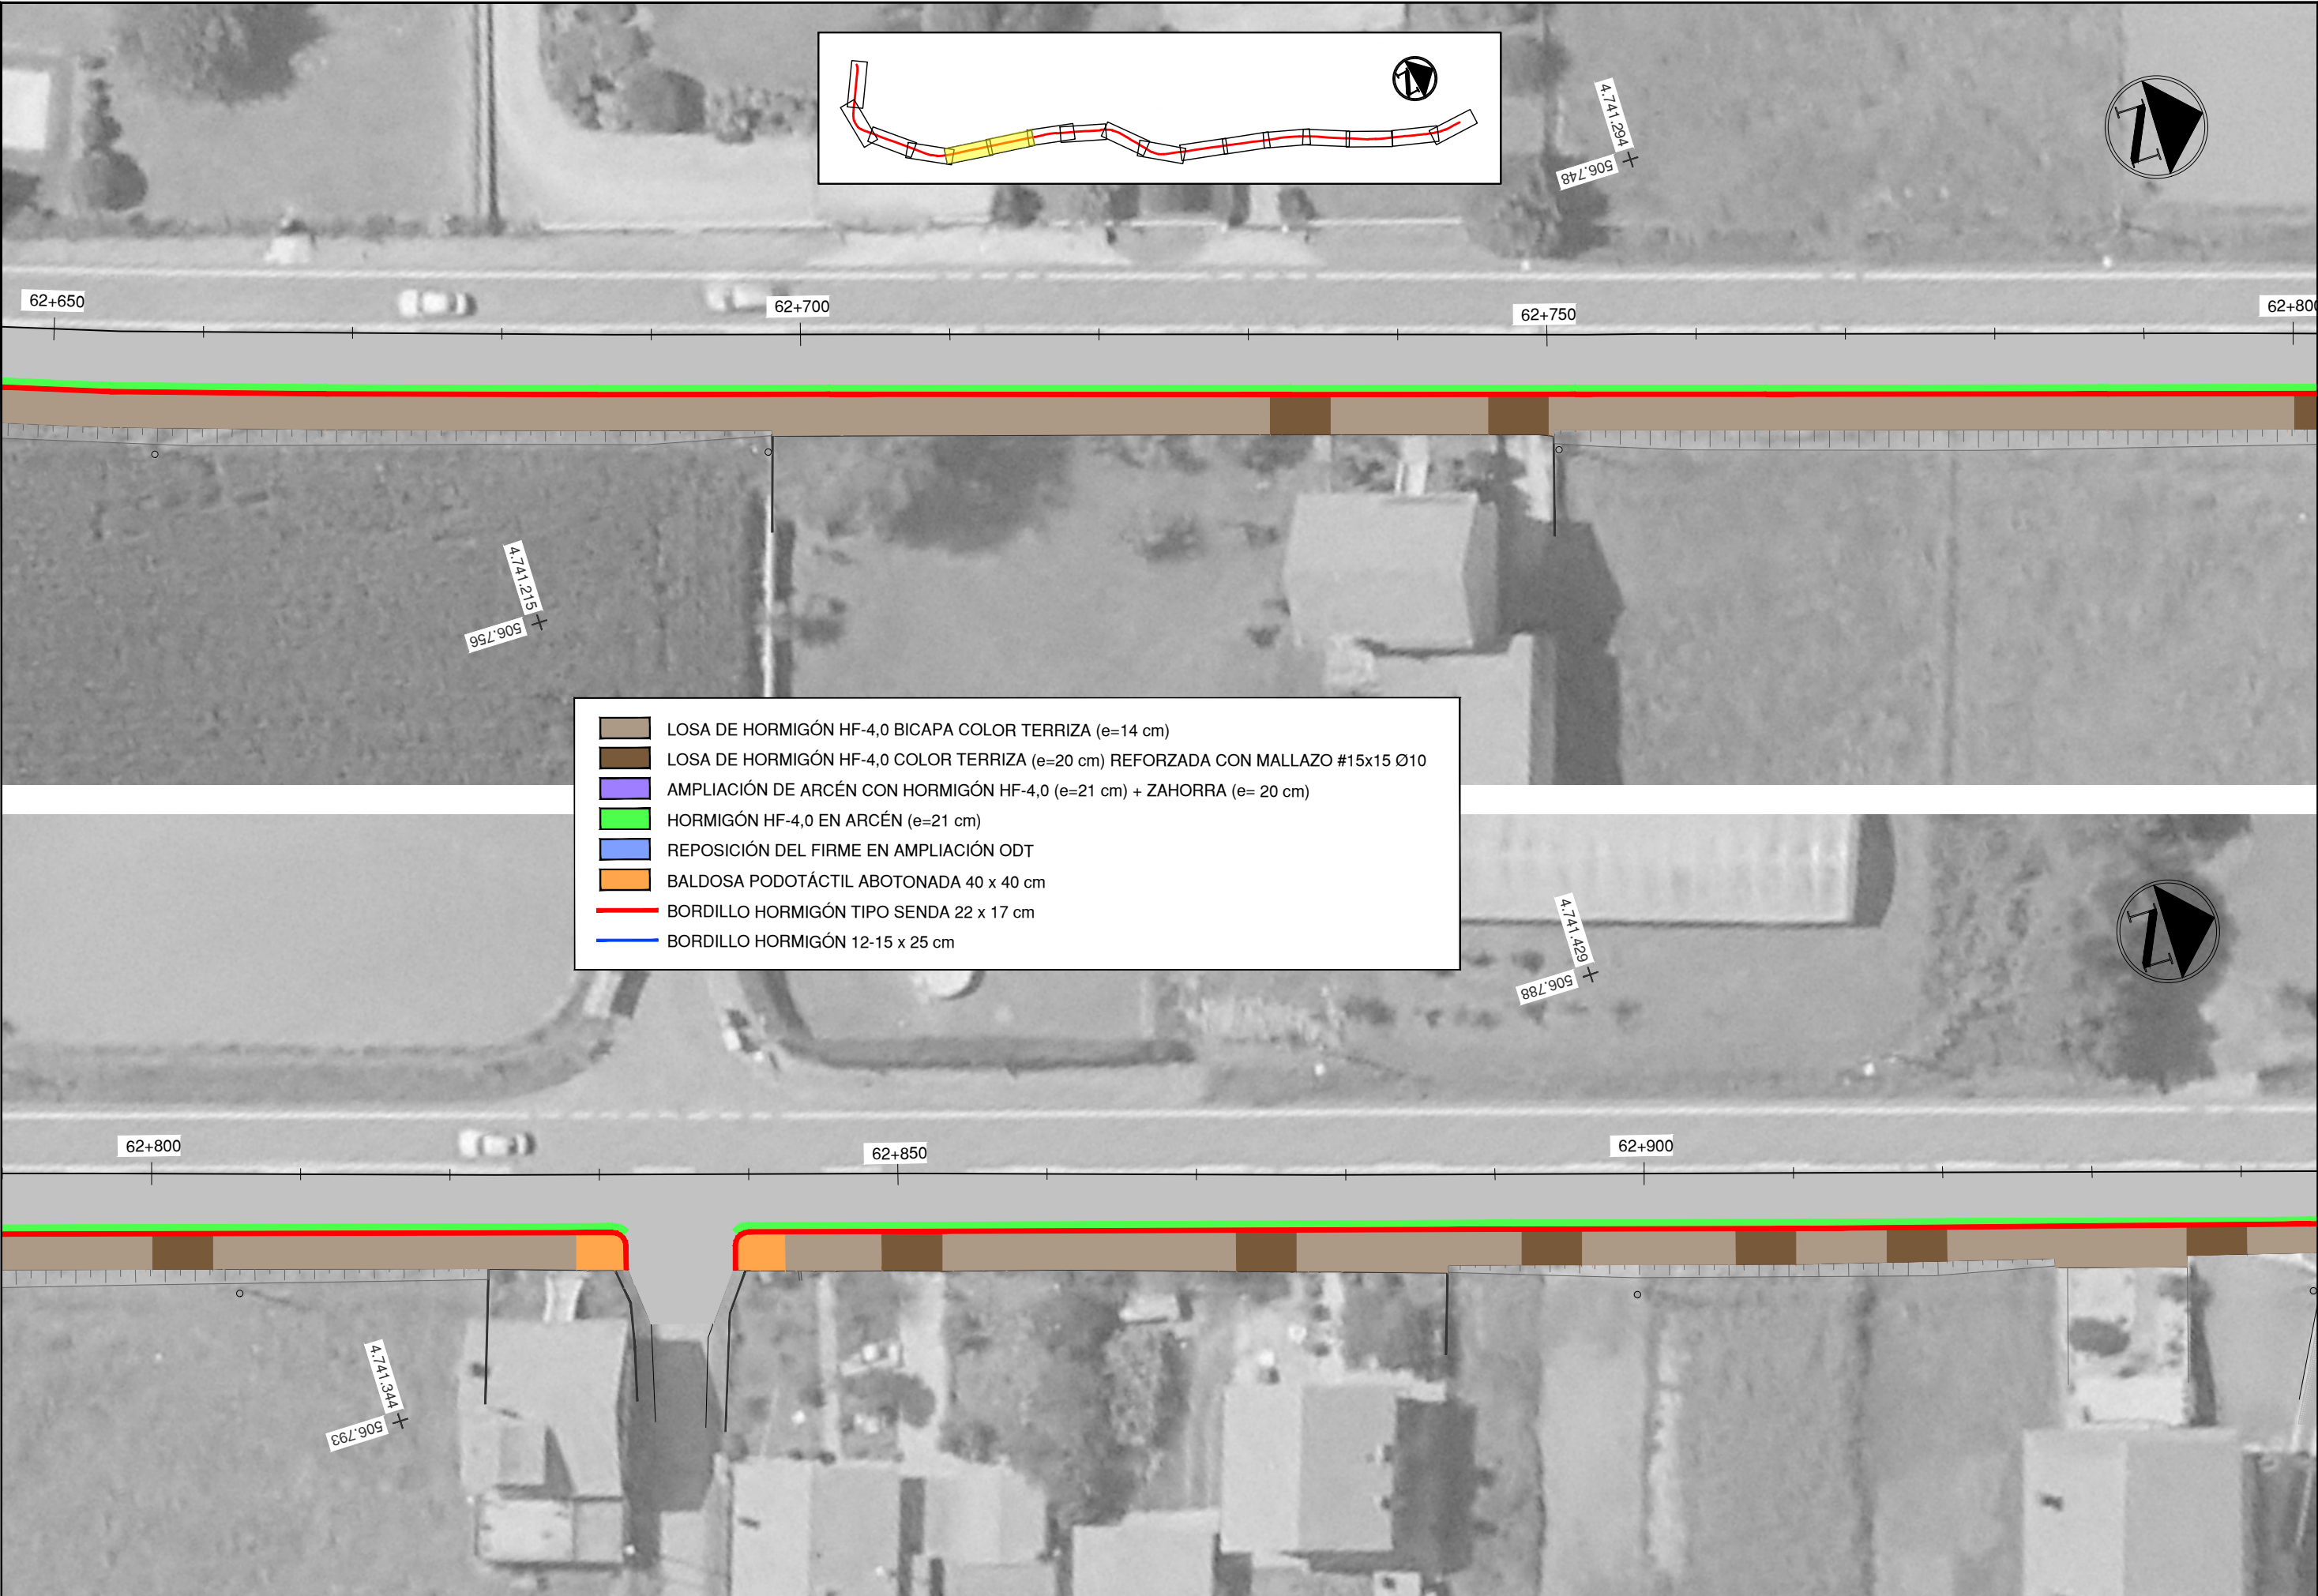 N
N
4.741.294
506.748
62+650
62+700
62+750
62+800
4.741.215
506.756
LOSA DE HORMIGÓN HF-4,0 BICAPA COLOR TERRIZA (e=14 cm)
LOSA DE HORMIGÓN HF-4,0 COLOR TERRIZA (e=20 cm) REFORZADA CON MALLAZO #15x15 Ø10
AMPLIACIÓN DE ARCÉN CON HORMIGÓN HF-4,0 (e=21 cm) + ZAHORRA (e= 20 cm)
HORMIGÓN HF-4,0 EN ARCÉN (e=21 cm)
REPOSICIÓN DEL FIRME EN AMPLIACIÓN ODT
BALDOSA PODOTÁCTIL ABOTONADA 40 x 40 cm
BORDILLO HORMIGÓN TIPO SENDA 22 x 17 cm
BORDILLO HORMIGÓN 12-15 x 25 cm
4.741.429
506.788
N
62+800
62+850
62+900
4.741.344
506.793